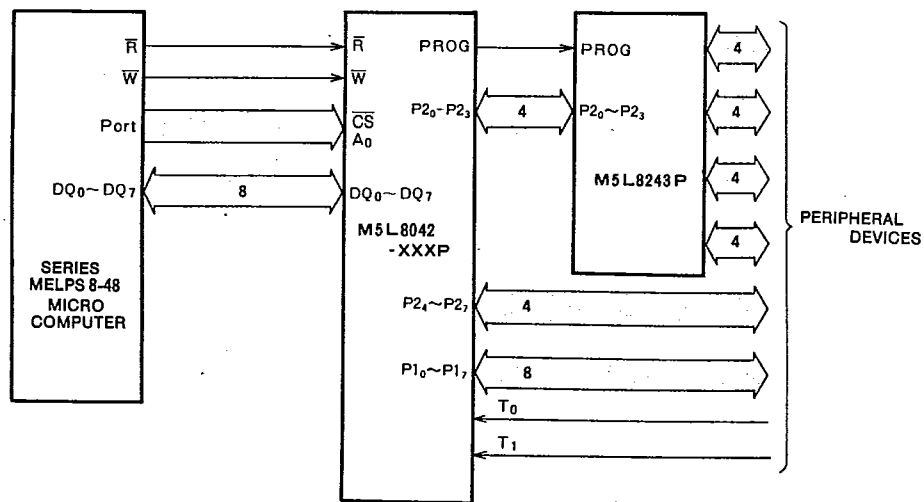 R̅
W̅
Port
DQ₀~DQ₇
SERIES
MELPS 8-48
MICRO
COMPUTER
8
R̅
W̅
C̅S̅
A₀
DQ₀~DQ₇
M5L8042
-XXXP
PROG
P2₀-P2₃
P2₄~P2₇
P1₀~P1₇
4
PROG
P2₀~P2₃
M5L8243P
4
4
4
4
4
8
T₀
T₁
PERIPHERAL
DEVICES